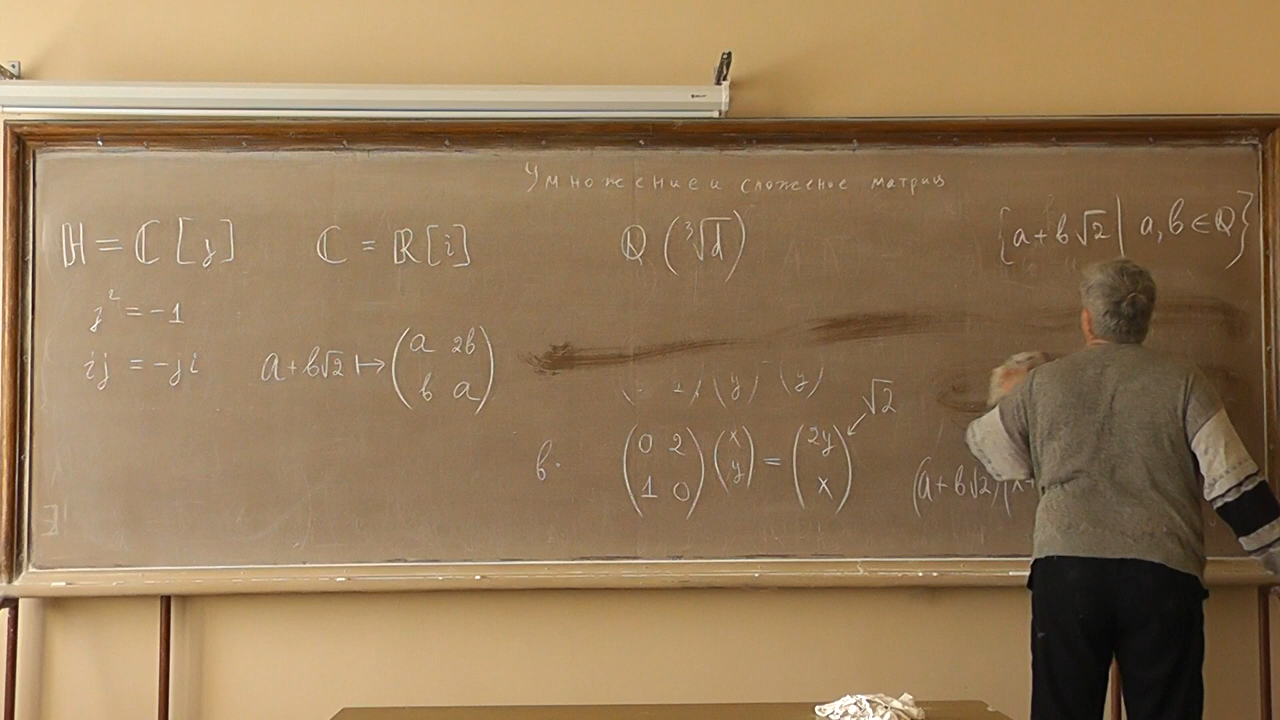 Умножение и сложение матриц
ℍ = ℂ [j]   ℂ = ℝ[i]   ℚ (∛d)   {a+b√2 | a, b ∈ ℚ}
j² = −1
ij = −ji   a+b√2 ↦ (a 2b
b a)
(y) (y)
√2
в. (0 2   (x   =   (2y
1 0)   y)   x)
(a+b√2)(x+